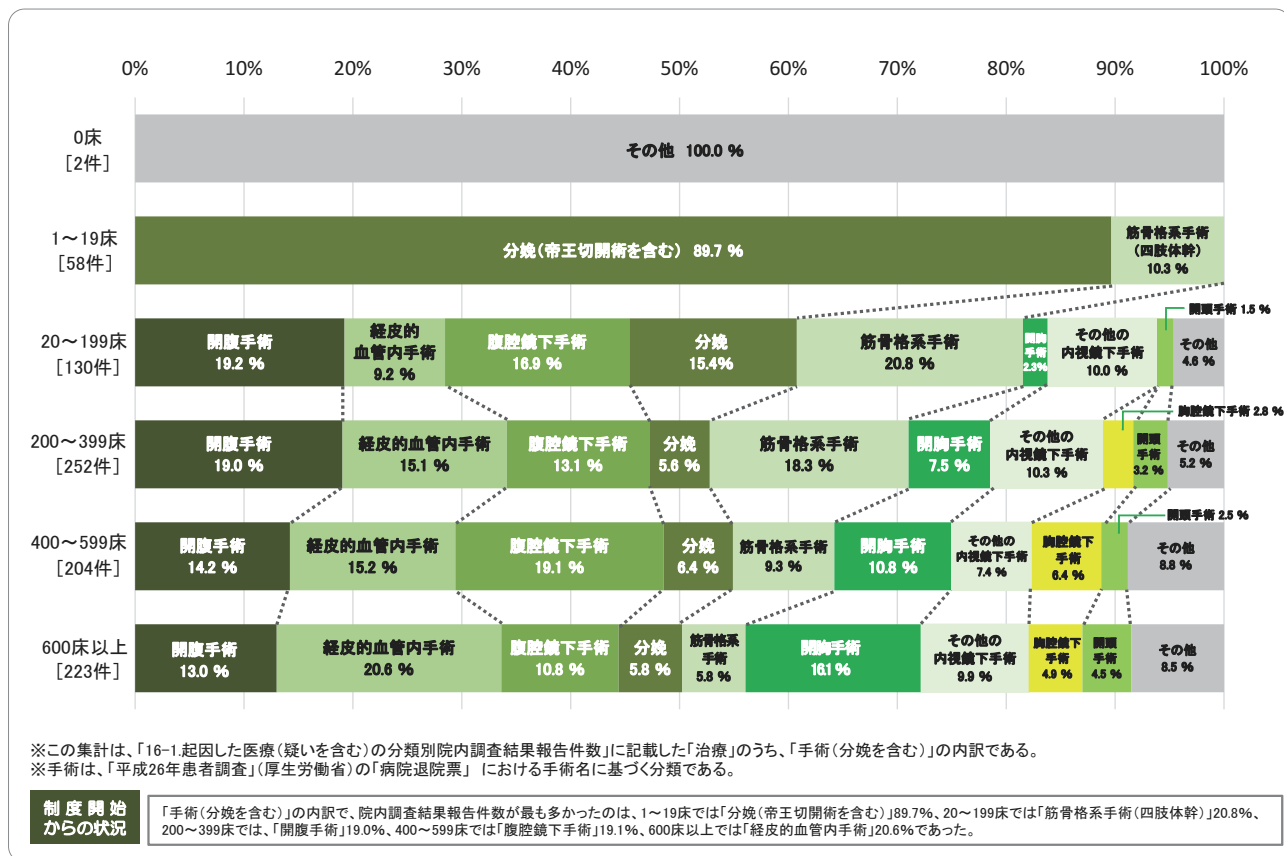 0% 10% 20% 30% 40% 50% 60% 70% 80% 90% 100%
0床
[2件]
その他 100.0 %
1～19床
[58件]
分娩(帝王切開術を含む) 89.7 %
筋骨格系手術
(四肢体幹)
10.3 %
開頭手術 1.5 %
20～199床
[130件]
開腹手術
19.2 %
経皮的
血管内手術
9.2 %
腹腔鏡下手術
16.9 %
分娩
15.4%
筋骨格系手術
20.8 %
開胸
手術
2.3%
その他の
内視鏡下手術
10.0 %
その他
4.6 %
胸腔鏡下手術 2.8 %
200～399床
[252件]
開腹手術
19.0 %
経皮的血管内手術
15.1 %
腹腔鏡下手術
13.1 %
分娩
5.6 %
筋骨格系手術
18.3 %
開胸手術
7.5 %
その他の
内視鏡下手術
10.3 %
開頭
手術
3.2 %
その他
5.2 %
開頭手術 2.5 %
400～599床
[204件]
開腹手術
14.2 %
経皮的血管内手術
15.2 %
腹腔鏡下手術
19.1 %
分娩
6.4 %
筋骨格系手術
9.3 %
開胸手術
10.8 %
その他の
内視鏡下手術
7.4 %
胸腔鏡下
手術
6.4 %
その他
8.8 %
600床以上
[223件]
開腹手術
13.0 %
経皮的血管内手術
20.6 %
腹腔鏡下手術
10.8 %
分娩
5.8 %
筋骨格系
手術
5.8 %
開胸手術
16.1 %
その他の
内視鏡下手術
9.9 %
胸腔鏡下
手術
4.9 %
開頭
手術
4.5 %
その他
8.5 %
※この集計は、「16-1.起因した医療(疑いを含む)の分類別院内調査結果報告件数」に記載した「治療」のうち、「手術(分娩を含む)」の内訳である。
※手術は、「平成26年患者調査」(厚生労働省)の「病院退院票」 における手術名に基づく分類である。
制度開始
からの状況
「手術(分娩を含む)」の内訳で、院内調査結果報告件数が最も多かったのは、1～19床では「分娩(帝王切開術を含む)」89.7%、20～199床では「筋骨格系手術(四肢体幹)」20.8%、
200～399床では、「開腹手術」19.0%、400～599床では「腹腔鏡下手術」19.1%、600床以上では「経皮的血管内手術」20.6%であった。